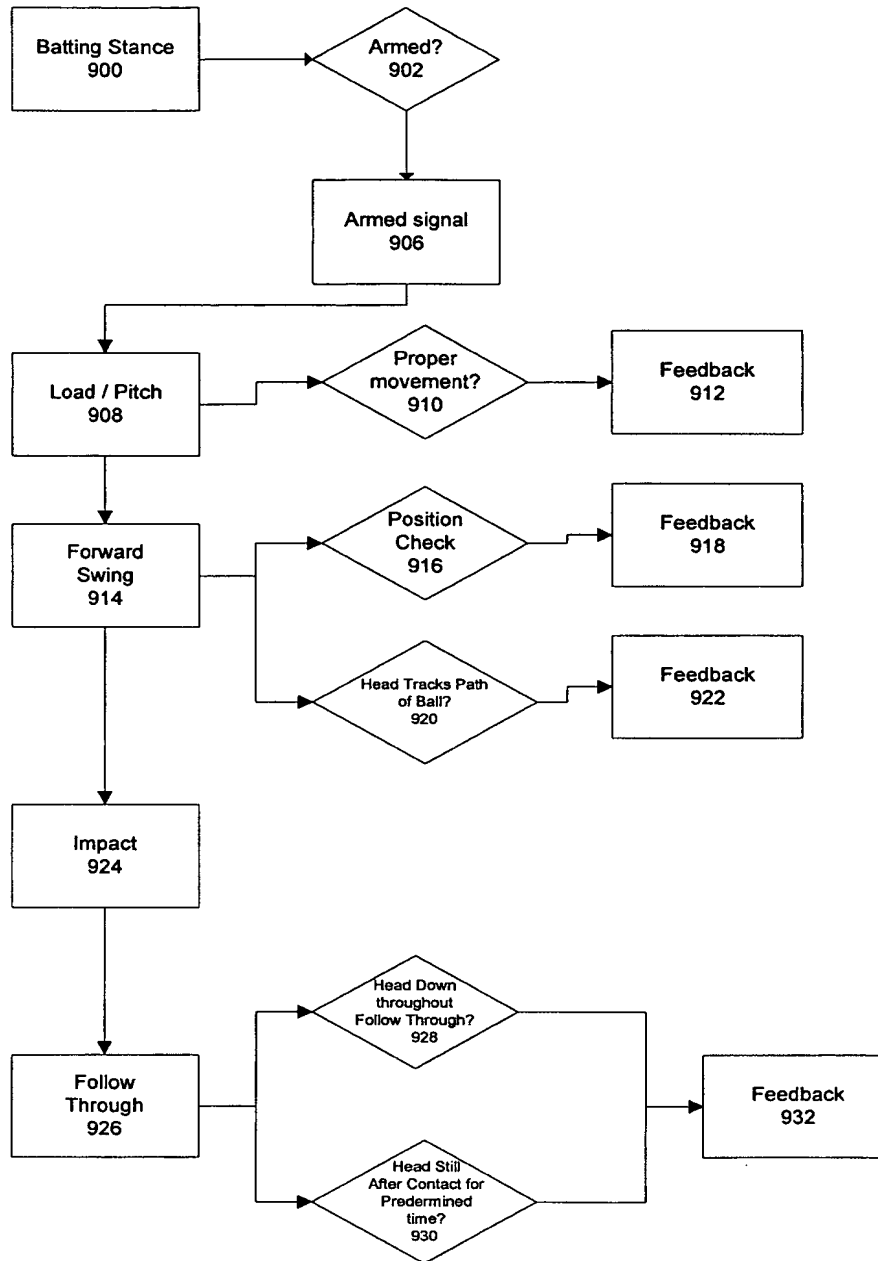 Batting Stance
900
Armed?
902
Armed signal
906
Load / Pitch
908
Proper
movement?
910
Feedback
912
Forward
Swing
914
Position
Check
916
Feedback
918
Head Tracks Path
of Ball?
920
Feedback
922
Impact
924
Follow
Through
926
Head Down
throughout
Follow Through?
928
Head Still
After Contact for
Predermined
time?
930
Feedback
932